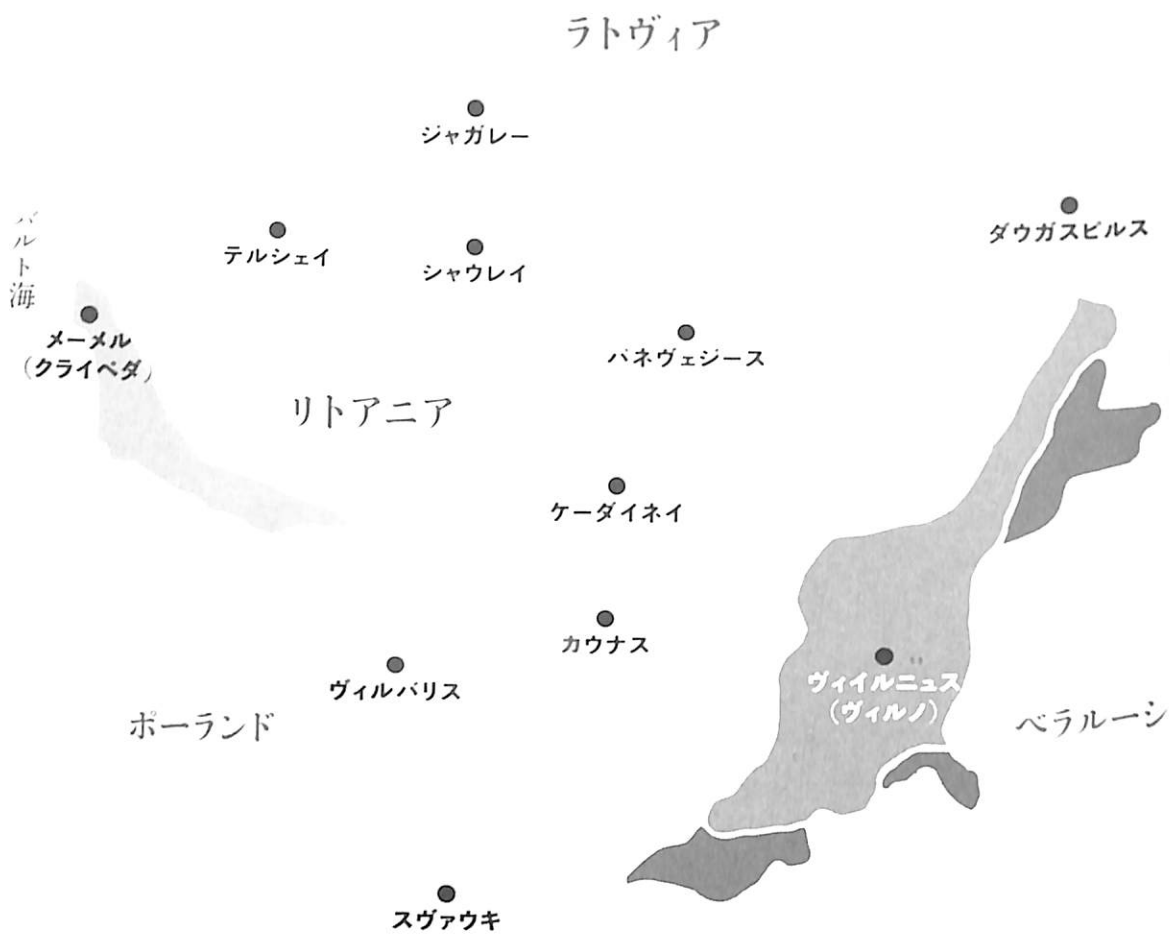 ラトヴィア
ジャガレー
バルト海
テルシェイ
シャウレイ
ダウガスピルス
メーメル
(クライペダ)
パネヴェジース
リトアニア
ケーダイネイ
カウナス
ヴィルバリス
ヴィイルニュス
(ヴィルノ)
ポーランド
ベラルーシ
スヴァウキ